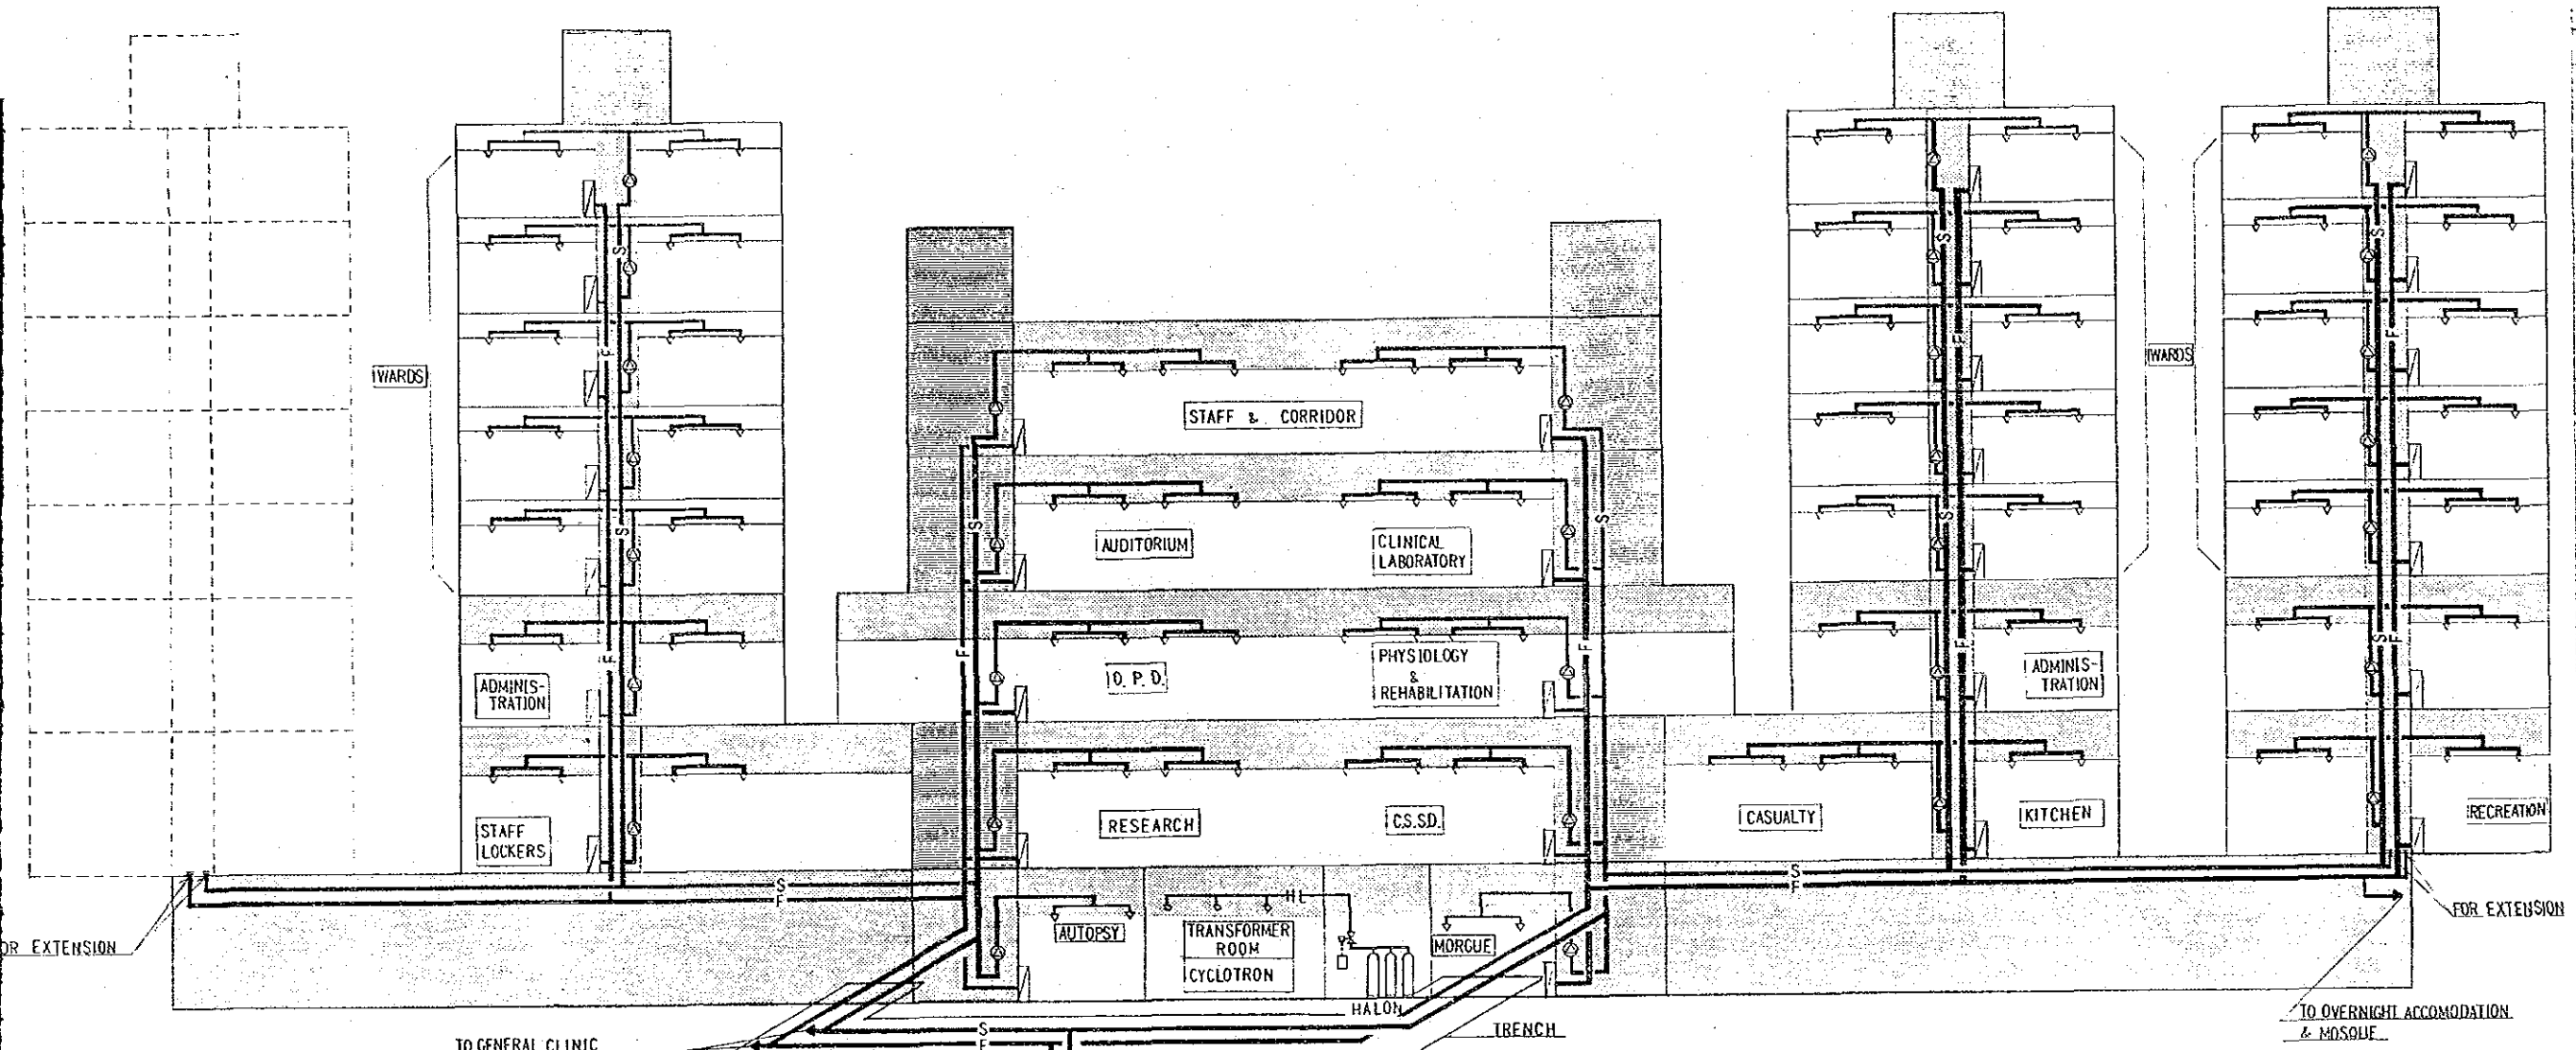 WARDS
WARDS
STAFF & CORRIDOR
AUDITORIUM
CLINICAL
LABORATORY
ADMINIS-
TRATION
O. P. D.
PHYSIOLOGY
&
REHABILITATION
ADMINIS-
TRATION
STAFF
LOCKERS
RESEARCH
C.S.S.D.
CASUALTY
KITCHEN
RECREATION
S
F
S
F
S
F
S
F
S
F
S
F
S
F
S
F
OR EXTENSION
AUTOPSY
TRANSFORMER
ROOM
CYCLOTRON
HL
MORGUE
FOR EXTENSION
HALON
S
F
TRENCH
TO OVERNIGHT ACCOMODATION
& MOSQUE
TO GENERAL CLINIC